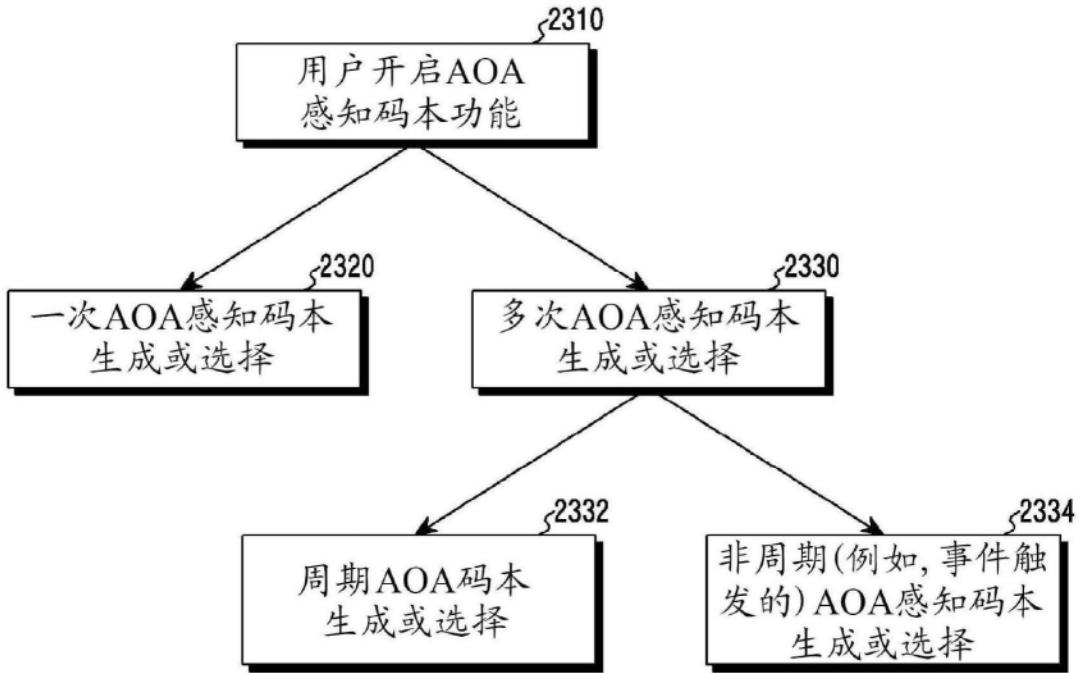 2310
用户开启AOA
感知码本功能
2320
一次AOA感知码本
生成或选择
2330
多次AOA感知码本
生成或选择
2332
周期AOA码本
生成或选择
2334
非周期(例如,事件触
发的)AOA感知码本
生成或选择